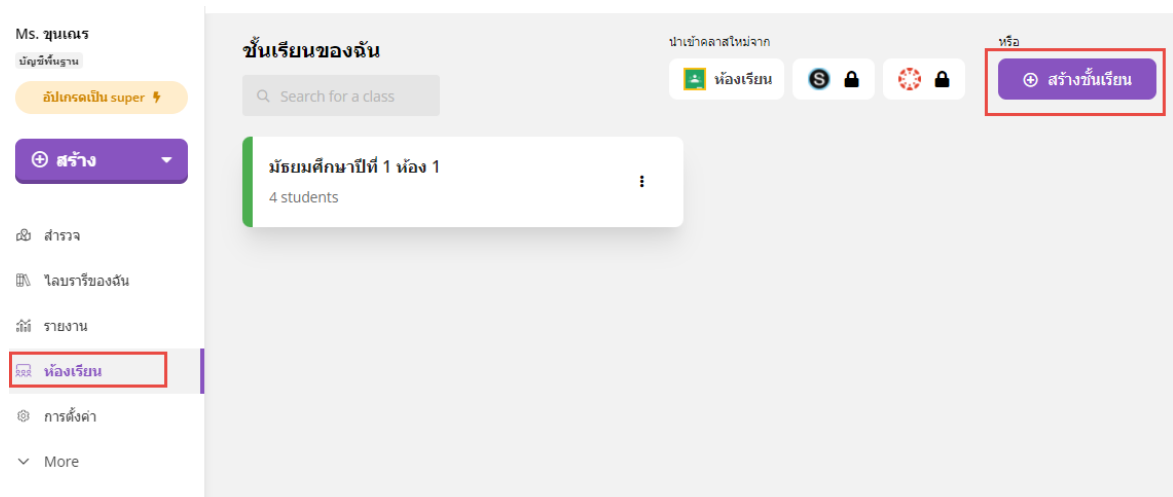 Ms. ขุนเณร
บัญชีพื้นฐาน
อัปเกรดเป็น super
สร้าง
สำรวจ
ไลบรารีของฉัน
รายงาน
ห้องเรียน
การตั้งค่า
More
ชั้นเรียนของฉัน
Search for a class
นำเข้าคลาสใหม่จาก
ห้องเรียน
S
หรือ
สร้างชั้นเรียน
มัธยมศึกษาปีที่ 1 ห้อง 1
4 students